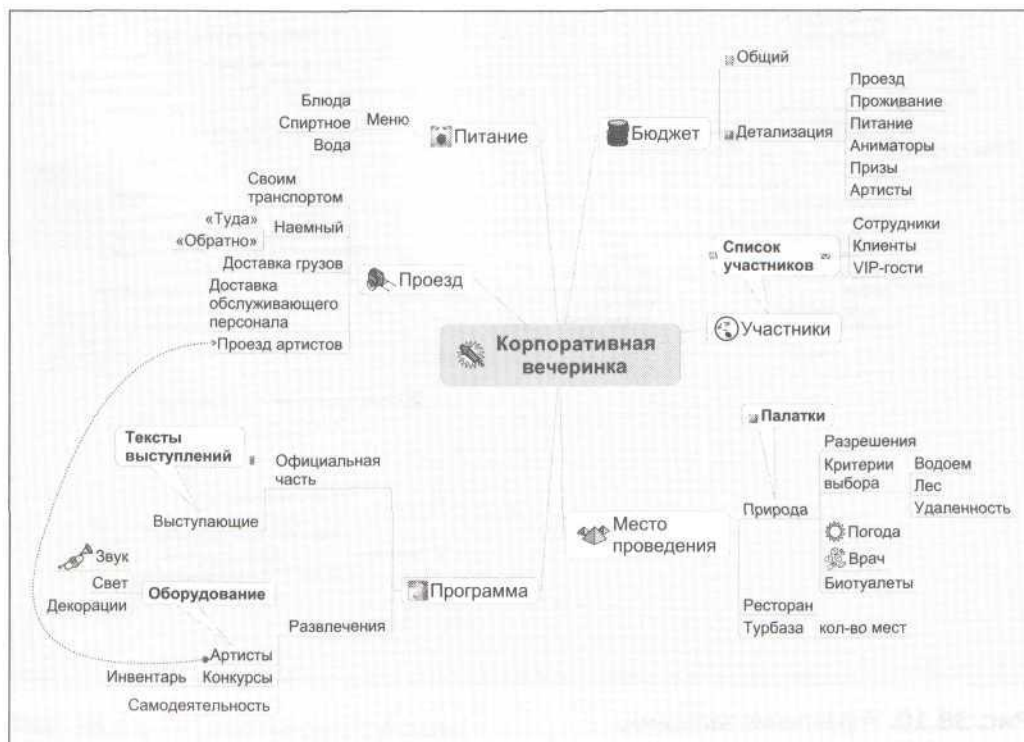 Корпоративная
вечеринка
Бюджет
Общий
Детализация
Проезд
Проживание
Питание
Аниматоры
Призы
Артисты
Участники
Список
участников
Сотрудники
Клиенты
VIP-гости
Место
проведения
Природа
Палатки
Разрешения
Критерии
выбора
Водоем
Лес
Удаленность
Погода
Врач
Биотуалеты
Ресторан
Турбаза
кол-во мест
Программа
Официальная
часть
Выступающие
Тексты
выступлений
Развлечения
Артисты
Оборудование
Звук
Свет
Декорации
Конкурсы
Инвентарь
Самодеятельность
Проезд
Своим
транспортом
Наемный
«Туда»
«Обратно»
Доставка грузов
Доставка
обслуживающего
персонала
Проезд артистов
Питание
Меню
Блюда
Спиртное
Вода